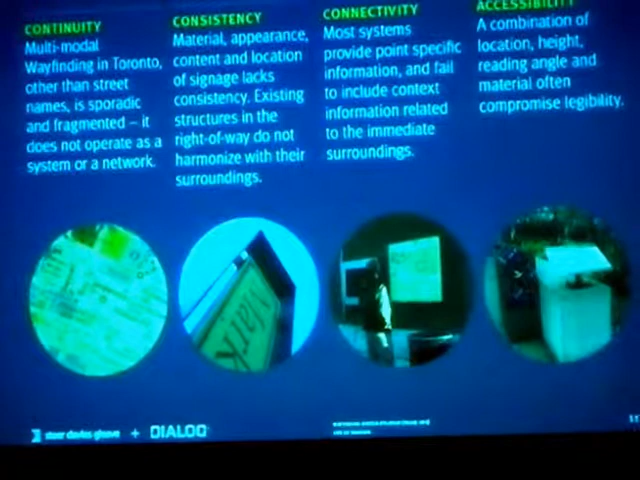 CONTINUITY
Multi-modal
Wayfinding in Toronto,
other than street
names, is sporadic
and fragmented – it
does not operate as a
system or a network.
CONSISTENCY
Material, appearance,
content and location
of signage lacks
consistency. Existing
structures in the
right-of-way do not
harmonize with their
surroundings.
CONNECTIVITY
Most systems
provide point specific
information, and fail
to include context
information related
to the immediate
surroundings.
ACCESSIBILITY
A combination of
location, height,
reading angle and
material often
compromise legibility.
Mark
steer davies gleave + DIALOG